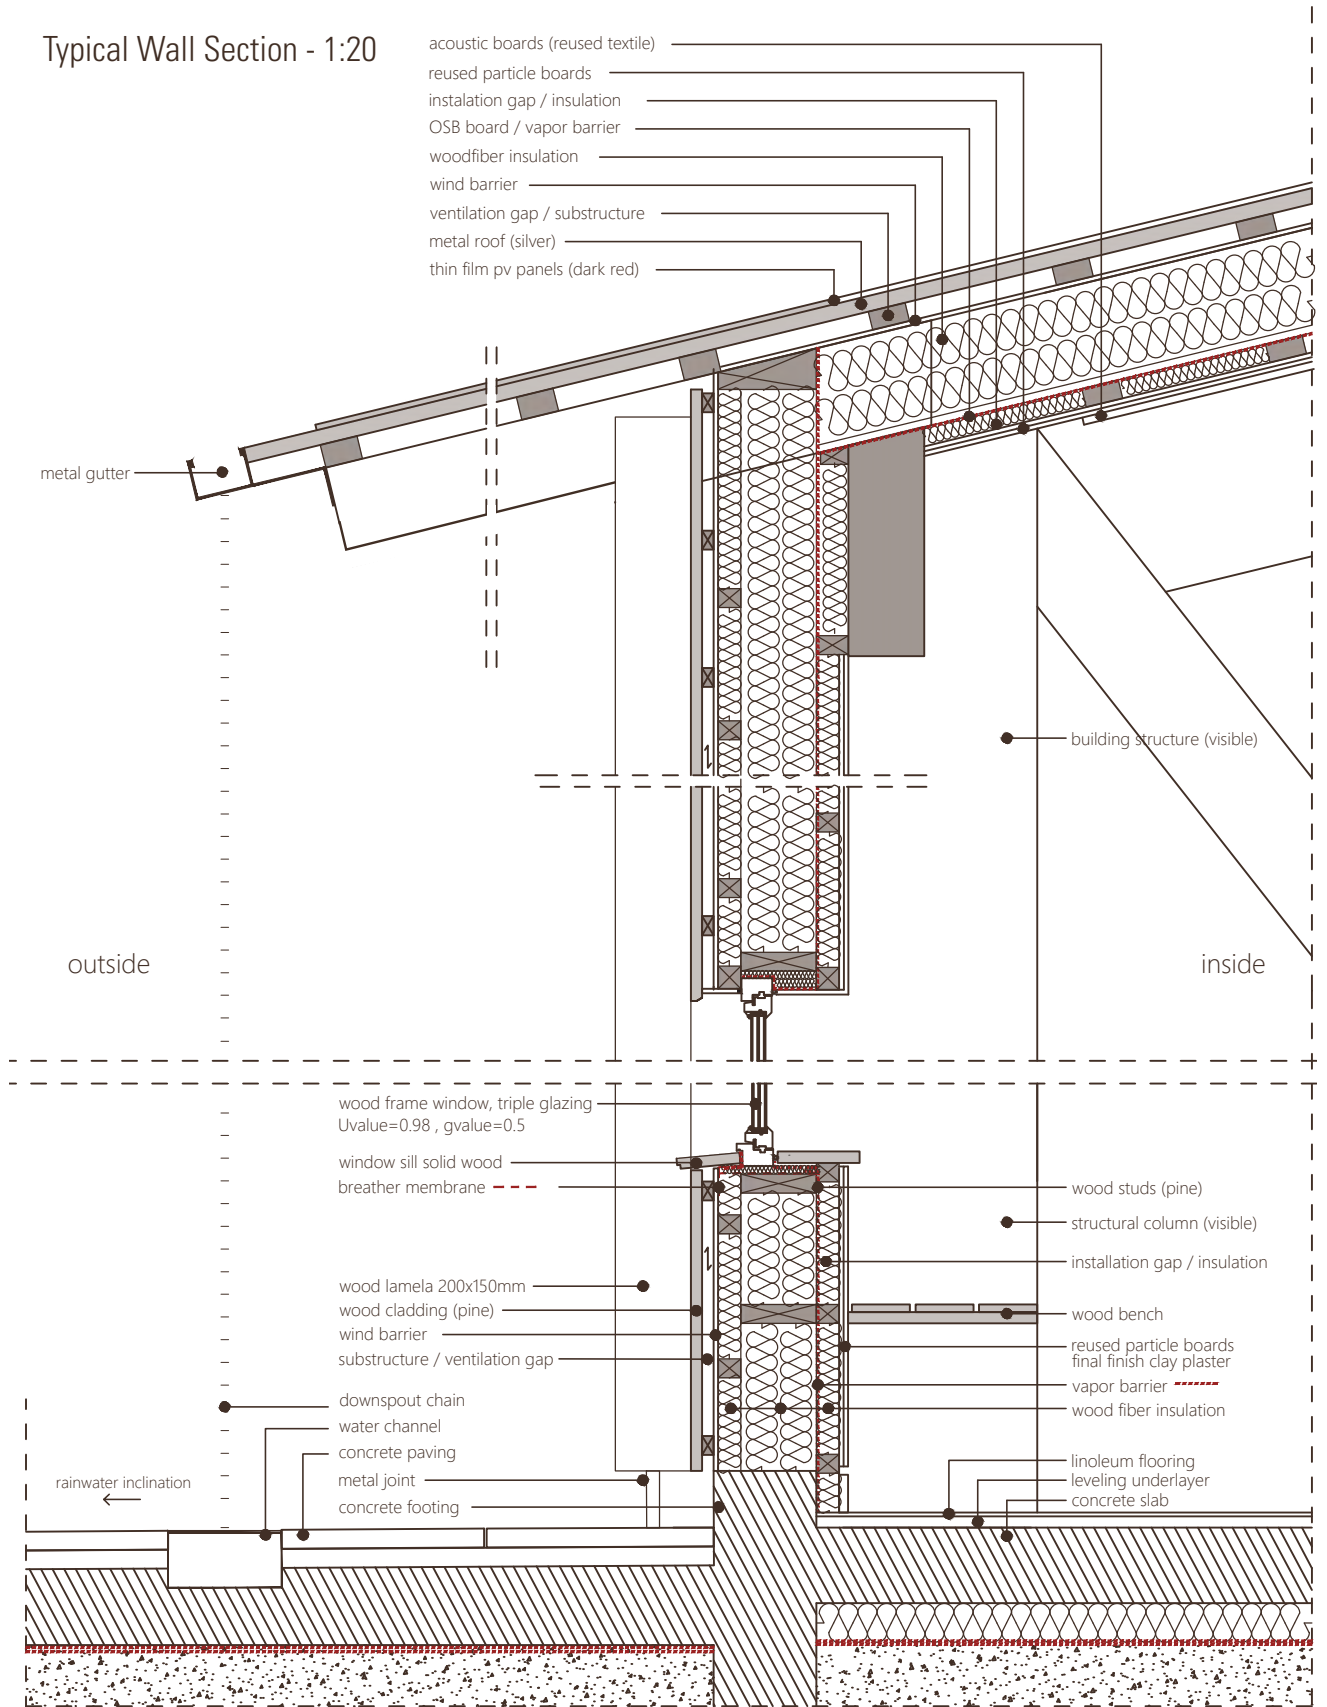 Typical Wall Section - 1:20
acoustic boards (reused textile)
reused particle boards
instalation gap / insulation
OSB board / vapor barrier
woodfiber insulation
wind barrier
ventilation gap / substructure
metal roof (silver)
thin film pv panels (dark red)
metal gutter
building structure (visible)
outside
inside
wood frame window, triple glazing
Uvalue=0.98 , gvalue=0.5
window sill solid wood
breather membrane
wood studs (pine)
structural column (visible)
installation gap / insulation
wood lamela 200x150mm
wood cladding (pine)
wind barrier
substructure / ventilation gap
wood bench
reused particle boards
final finish clay plaster
vapor barrier
wood fiber insulation
downspout chain
water channel
concrete paving
metal joint
concrete footing
rainwater inclination
linoleum flooring
leveling underlayer
concrete slab